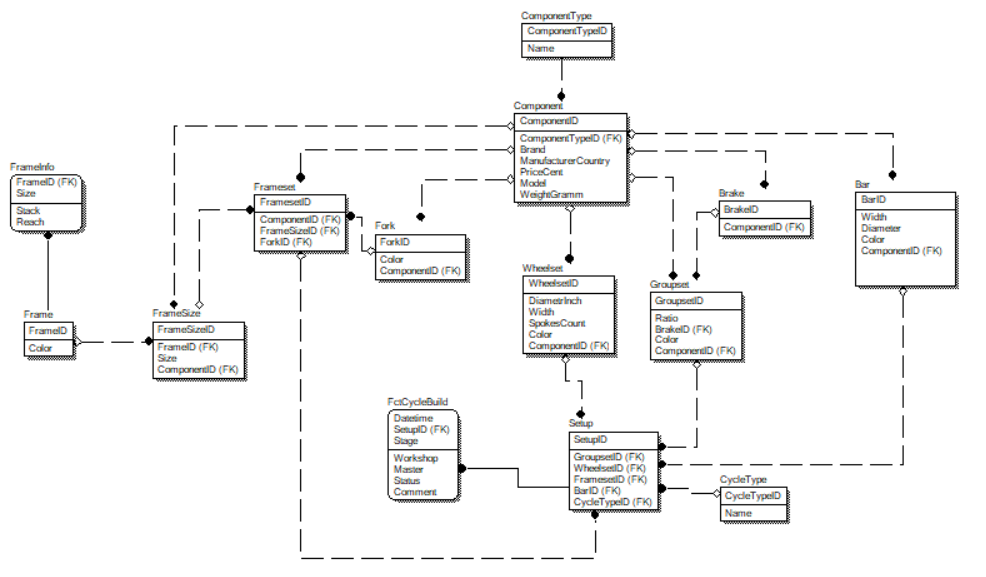 ComponentType
ComponentTypeID
Name
Component
ComponentID
ComponentTypeID (FK)
Brand
ManufacturerCountry
PriceCent
Model
WeightGramm
FrameInfo
FrameID (FK)
Size
Stack
Reach
Frameset
FramesetID
ComponentID (FK)
FrameSizeID (FK)
ForkID (FK)
Fork
ForkID
Color
ComponentID (FK)
Brake
BrakeID
ComponentID (FK)
Bar
BarID
Width
Diameter
Color
ComponentID (FK)
Wheelset
WheelsetID
DiametrInch
Width
SpokesCount
Color
ComponentID (FK)
Groupset
GroupsetID
Ratio
BrakeID (FK)
Color
ComponentID (FK)
Frame
FrameID
Color
FrameSize
FrameSizeID
FrameID (FK)
Size
ComponentID (FK)
FctCycleBuild
Datetime
SetupID (FK)
Stage
Workshop
Master
Status
Comment
Setup
SetupID
GroupsetID (FK)
WheelsetID (FK)
FramesetID (FK)
BarID (FK)
CycleTypeID (FK)
CycleType
CycleTypeID
Name